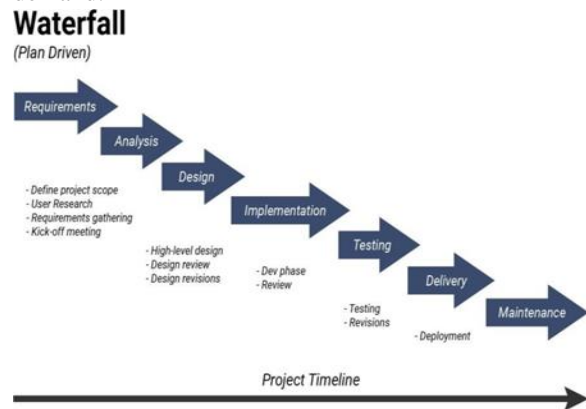 Waterfall
(Plan Driven)
Requirements
Analysis
Design
- Define project scope
- User Research
- Requirements gathering
- Kick-off meeting
Implementation
- High-level design
- Design review
- Design revisions
Testing
- Dev phase
- Review
Delivery
- Testing
- Revisions
Maintenance
- Deployment
Project Timeline